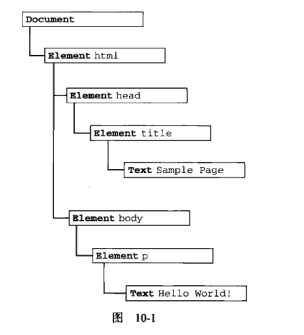 Document
Element html
Element head
Element title
Text Sample Page
Element body
Element p
Text Hello World!
图 10-1